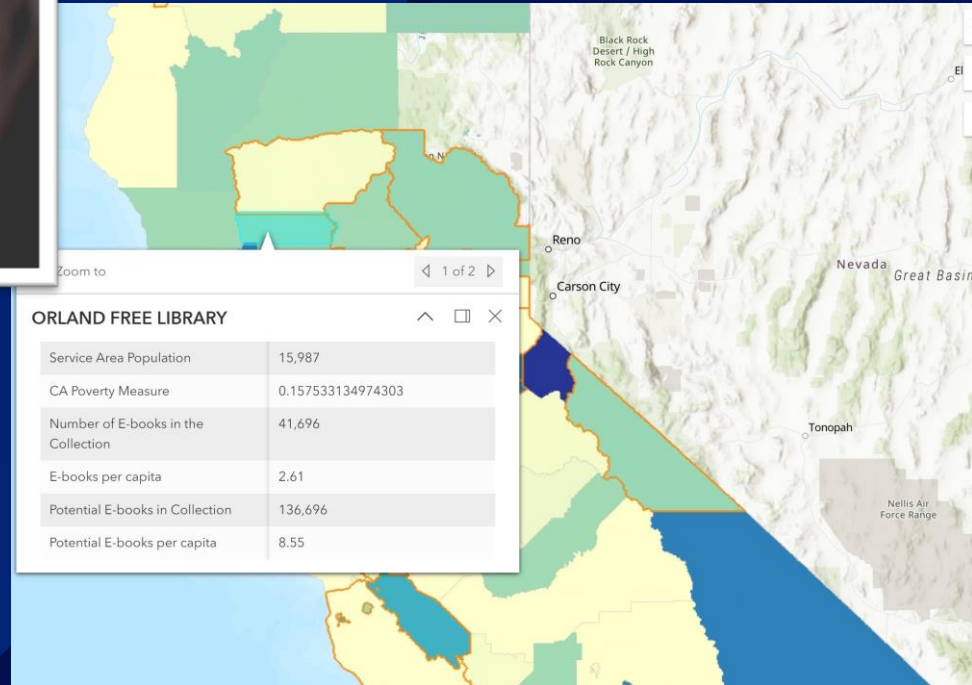 Black Rock
Desert / High
Rock Canyon
El
Reno
Carson City
Nevada
Great Basin
Zoom to
1 of 2
ORLAND FREE LIBRARY
Service Area Population 15,987
CA Poverty Measure 0.157533134974303
Number of E-books in the 41,696
Collection
E-books per capita 2.61
Potential E-books in Collection 136,696
Potential E-books per capita 8.55
Tonopah
Nellis Air
Force Range